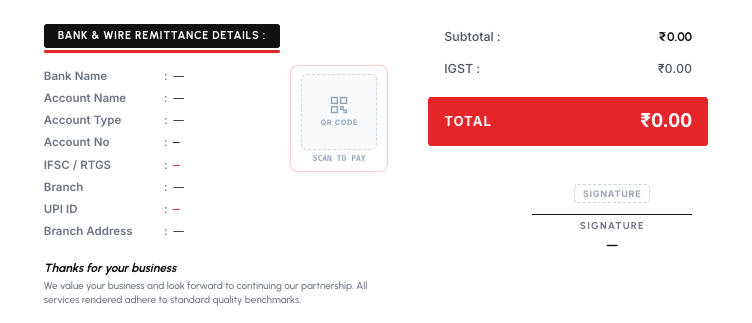 BANK & WIRE REMITTANCE DETAILS :
Bank Name : —
Account Name : —
Account Type : —
Account No : –
IFSC / RTGS : –
Branch : —
UPI ID : –
Branch Address : —
QR CODE
SCAN TO PAY
Thanks for your business
We value your business and look forward to continuing our partnership. All
services rendered adhere to standard quality benchmarks.
Subtotal : ₹0.00
IGST : ₹0.00
TOTAL ₹0.00
SIGNATURE
SIGNATURE
—